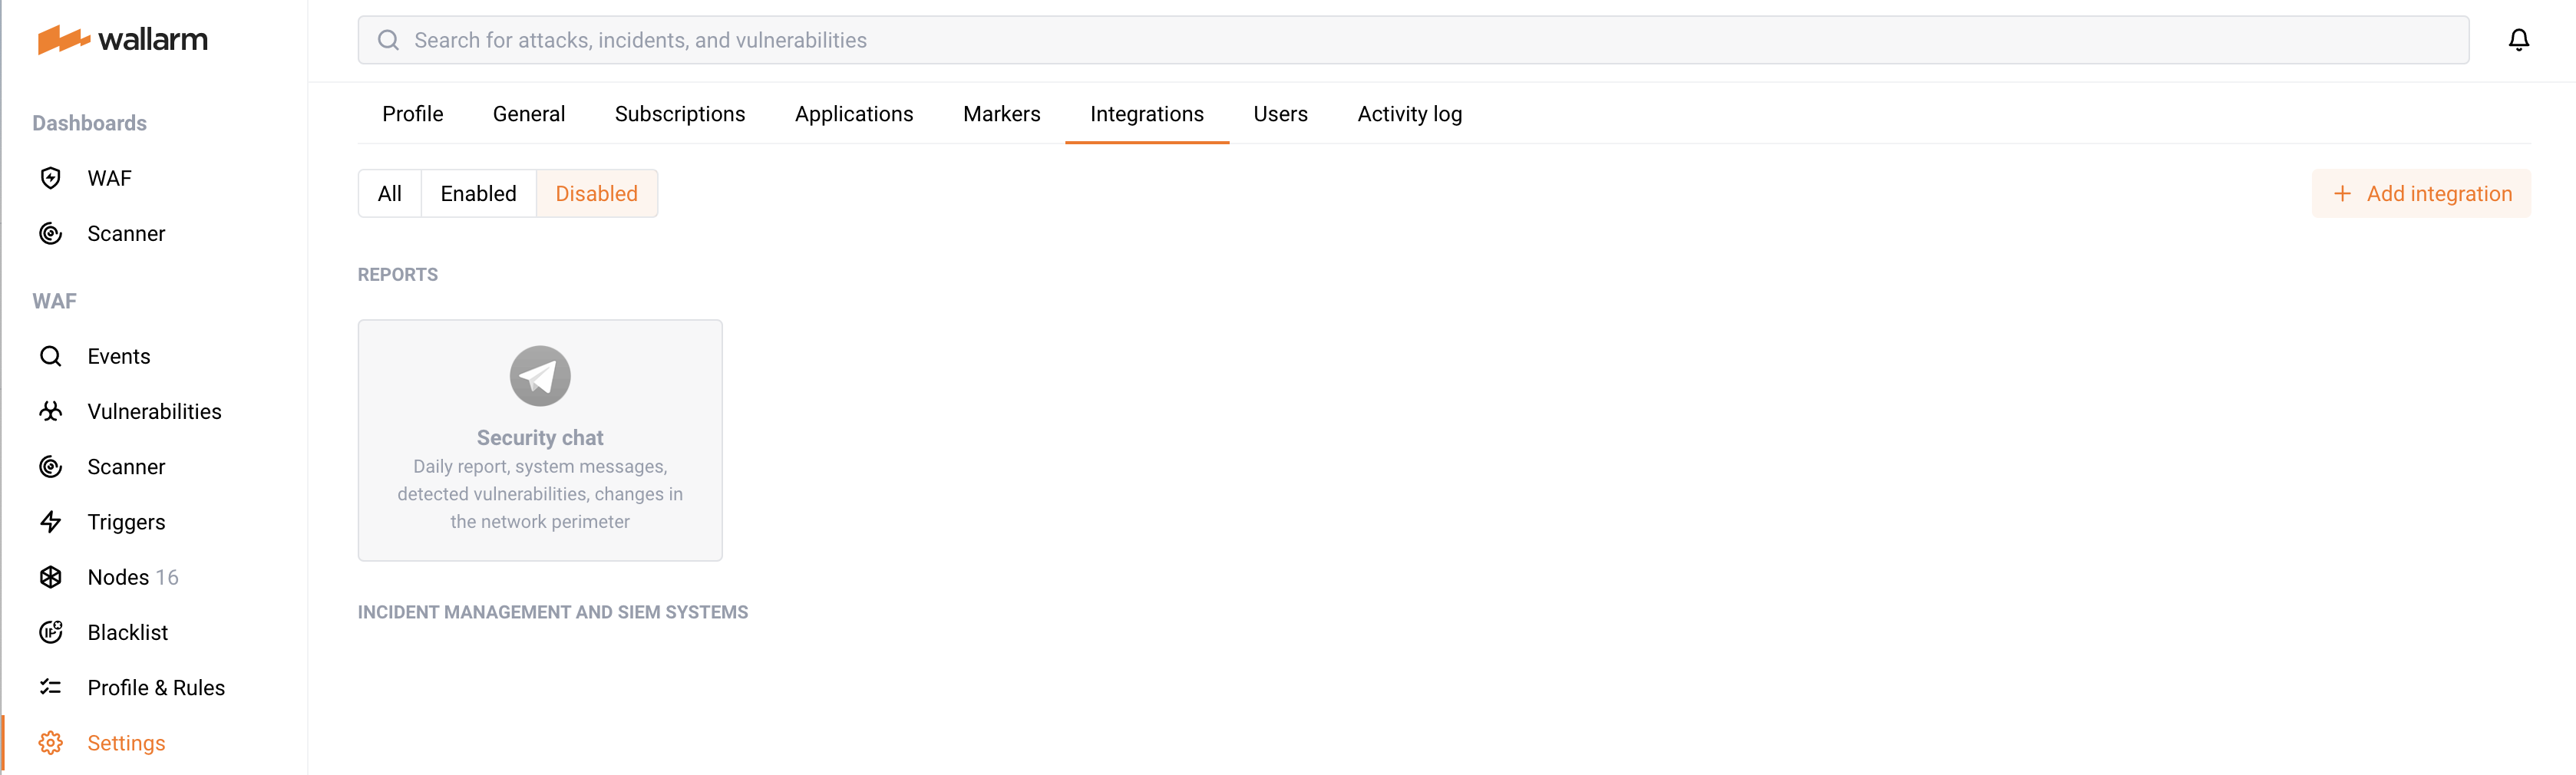 wallarm
Search for attacks, incidents, and vulnerabilities
Dashboards
WAF
Scanner
WAF
Events
Vulnerabilities
Scanner
Triggers
Nodes 16
Blacklist
Profile & Rules
Settings
Profile General Subscriptions Applications Markers Integrations Users Activity log
All Enabled Disabled
+ Add integration
REPORTS
Security chat
Daily report, system messages,
detected vulnerabilities, changes in
the network perimeter
INCIDENT MANAGEMENT AND SIEM SYSTEMS